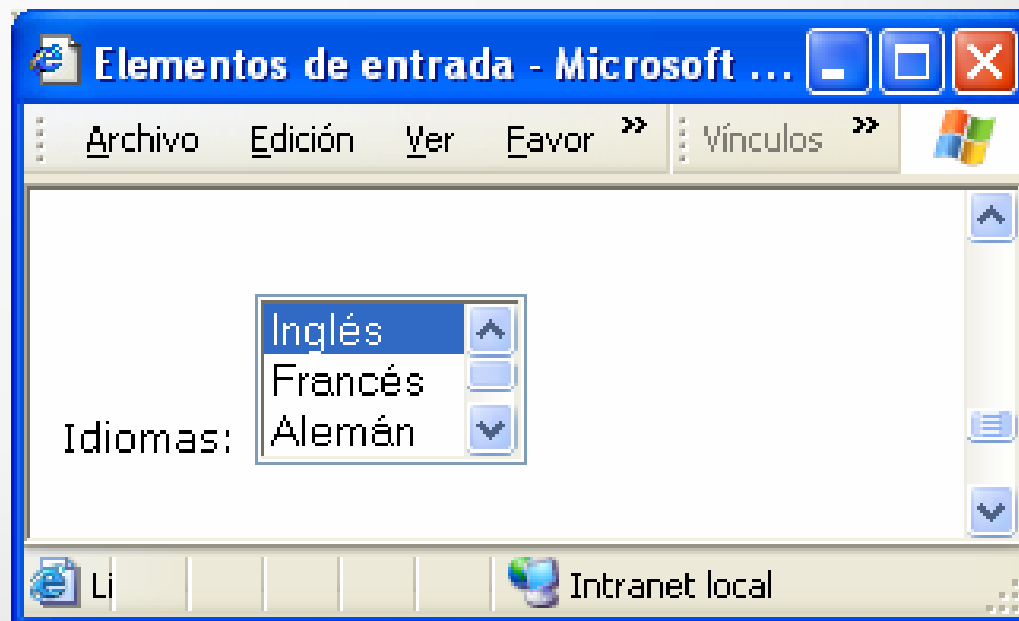 Elementos de entrada - Microsoft ...
Archivo Edición Ver Favor » Vínculos »
Inglés
Francés
Idiomas: Alemán
Li Intranet local